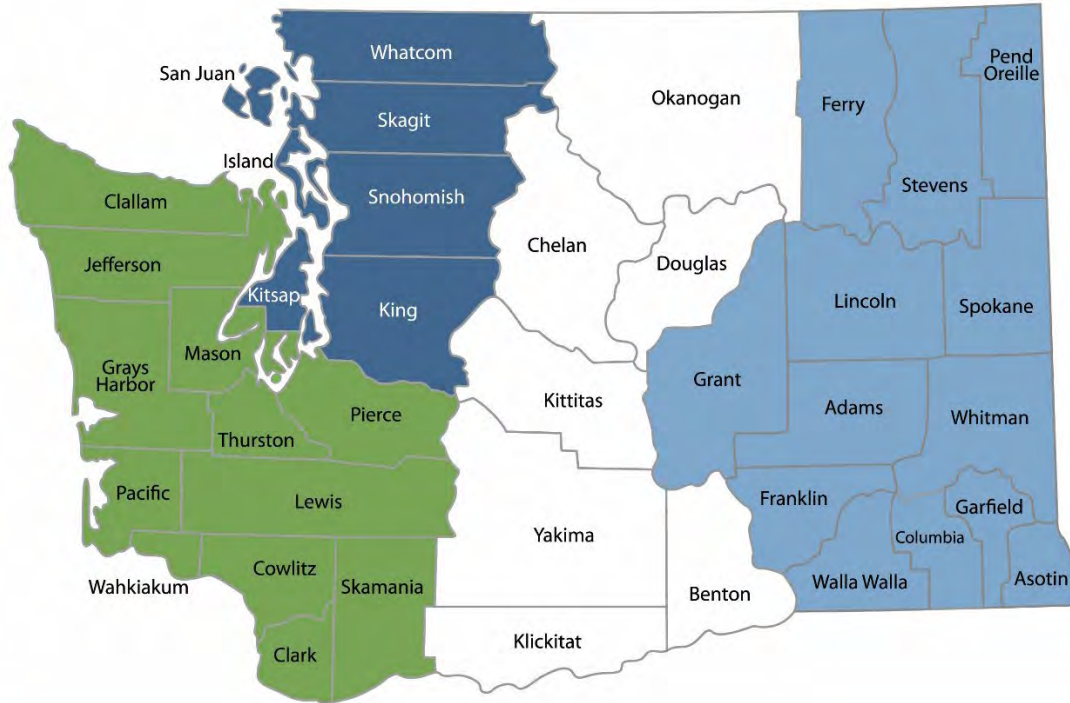 Whatcom
San Juan
Skagit
Island
Snohomish
King
Kitsap
Clallam
Jefferson
Mason
Grays
Harbor
Thurston
Pierce
Pacific
Lewis
Wahkiakum
Cowlitz
Skamania
Clark
Okanogan
Chelan
Douglas
Kittitas
Yakima
Klickitat
Benton
Ferry
Stevens
Pend
Oreille
Lincoln
Spokane
Grant
Adams
Whitman
Franklin
Garfield
Columbia
Walla Walla
Asotin